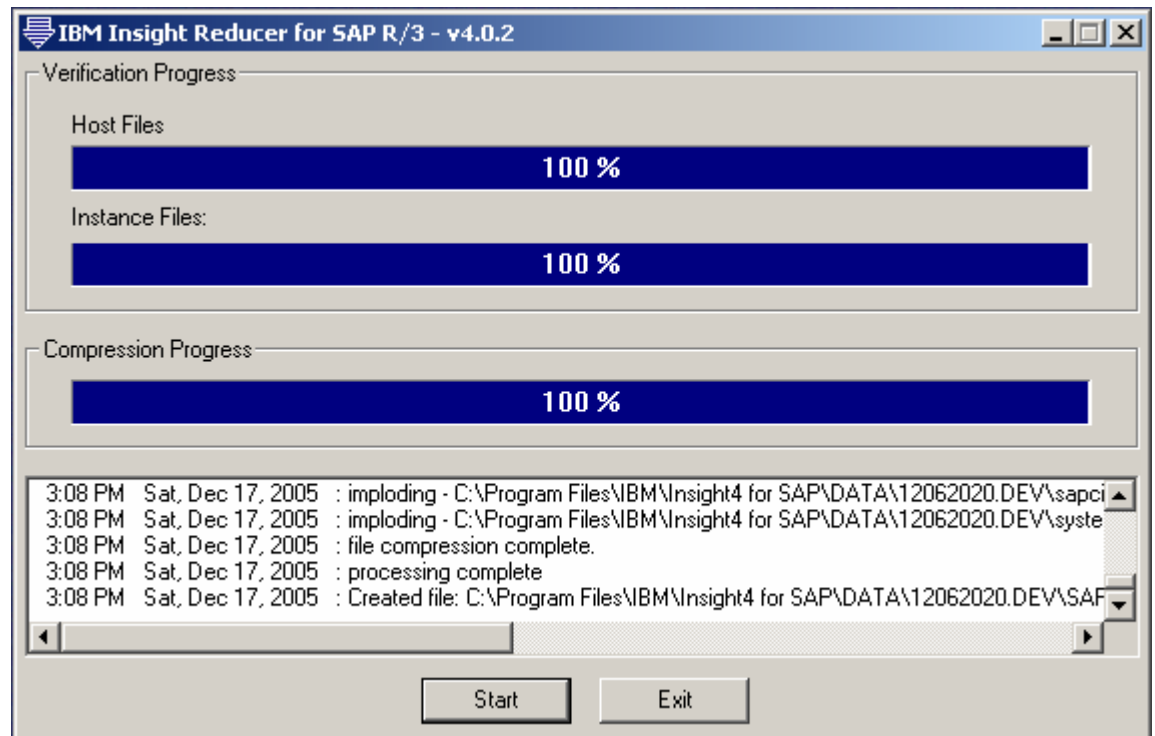 IBM Insight Reducer for SAP R/3 - v4.0.2
Verification Progress
Host Files
100 %
Instance Files:
100 %
Compression Progress
100 %
3:08 PM Sat, Dec 17, 2005 : imploding - C:\Program Files\IBM\Insight4 for SAP\DATA\12062020.DEV\sapci
3:08 PM Sat, Dec 17, 2005 : imploding - C:\Program Files\IBM\Insight4 for SAP\DATA\12062020.DEV\syste
3:08 PM Sat, Dec 17, 2005 : file compression complete.
3:08 PM Sat, Dec 17, 2005 : processing complete
3:08 PM Sat, Dec 17, 2005 : Created file: C:\Program Files\IBM\Insight4 for SAP\DATA\12062020.DEV\SAP
Start Exit